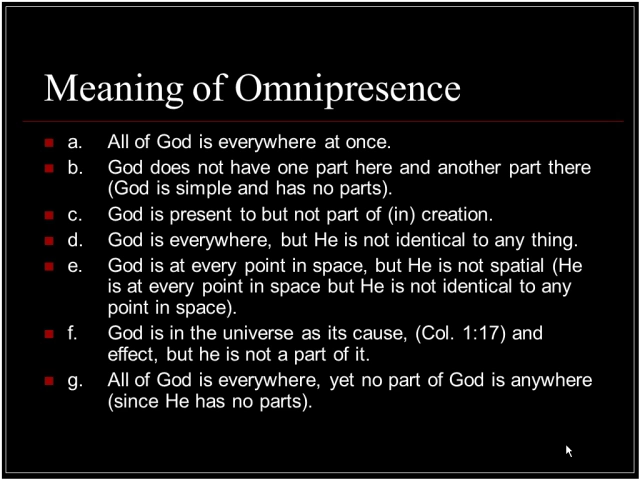 Meaning of Omnipresence
a. All of God is everywhere at once.
b. God does not have one part here and another part there
(God is simple and has no parts).
c. God is present to but not part of (in) creation.
d. God is everywhere, but He is not identical to any thing.
e. God is at every point in space, but He is not spatial (He
is at every point in space but He is not identical to any
point in space).
f. God is in the universe as its cause, (Col. 1:17) and
effect, but he is not a part of it.
g. All of God is everywhere, yet no part of God is anywhere
(since He has no parts).